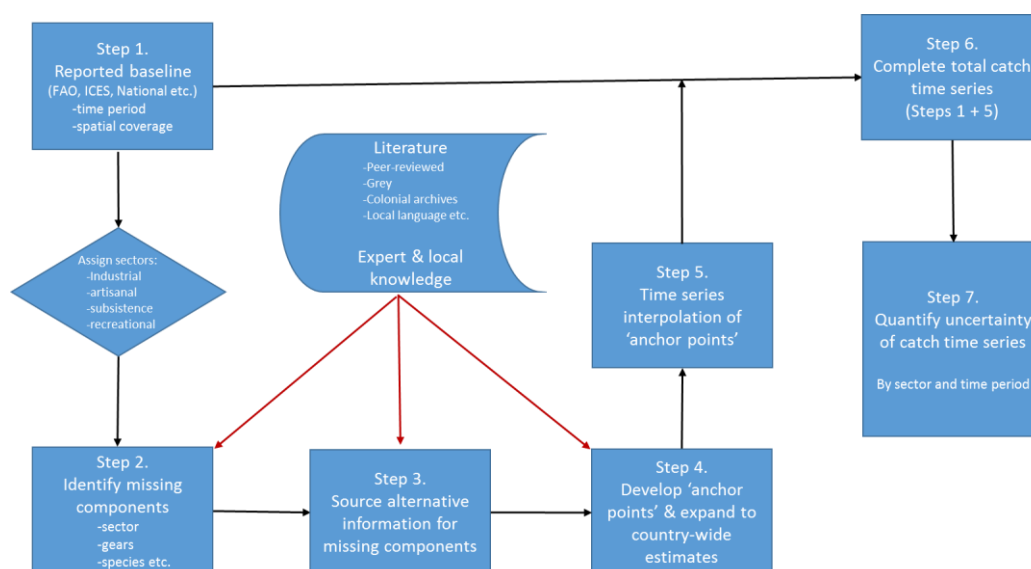 Step 1.
Reported baseline
(FAO, ICES, National etc.)
-time period
-spatial coverage
Assign sectors:
-Industrial
-artisanal
-subsistence
-recreational
Step 2.
Identify missing
components
-sector
-gears
-species etc.
Literature
-Peer-reviewed
-Grey
-Colonial archives
-Local language etc.
Expert & local
knowledge
Step 3.
Source alternative
information for
missing components
Step 4.
Develop ‘anchor
points’ & expand to
country-wide
estimates
Step 5.
Time series
interpolation of
‘anchor points’
Step 6.
Complete total catch
time series
(Steps 1 + 5)
Step 7.
Quantify uncertainty
of catch time series
By sector and time period